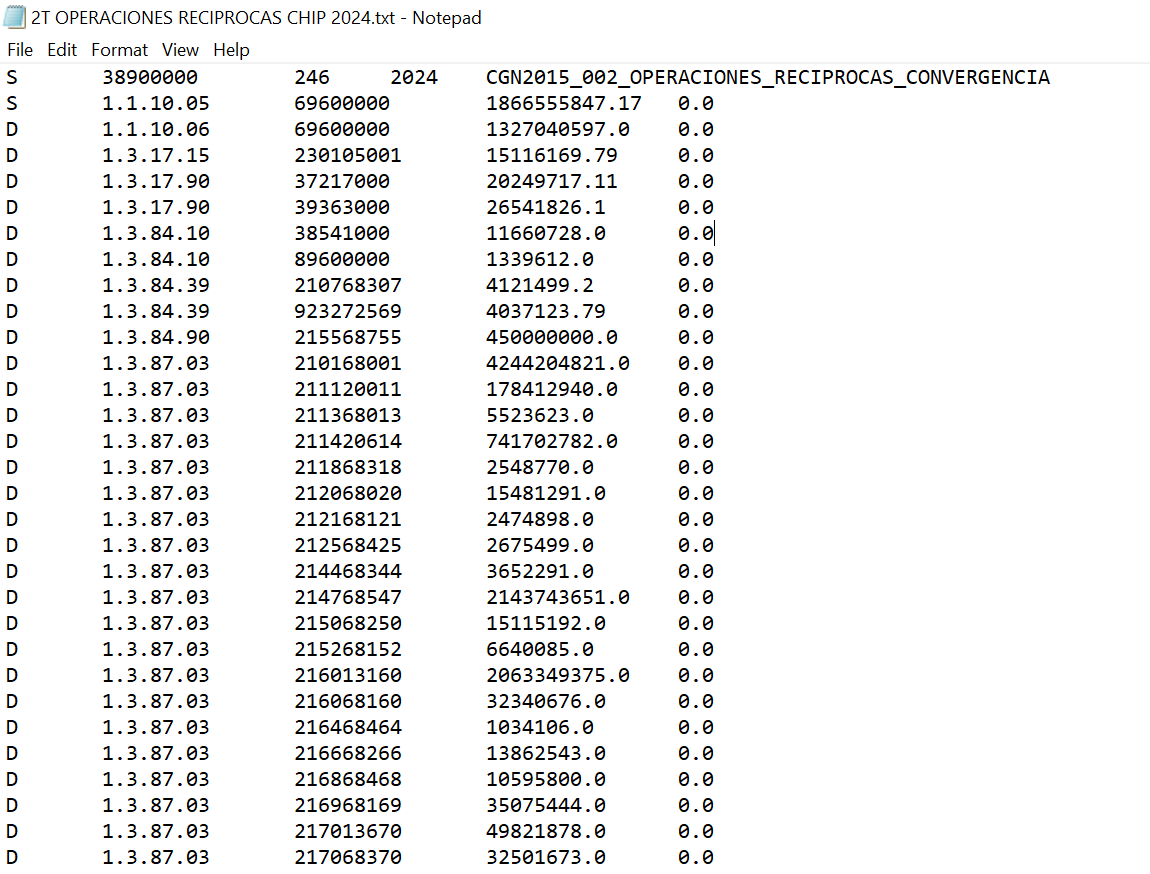 2T OPERACIONES RECIPROCAS CHIP 2024.txt - Notepad
File Edit Format View Help
S 38900000 246 2024 CGN2015_002_OPERACIONES_RECIPROCAS_CONVERGENCIA
S 1.1.10.05 69600000 1866555847.17 0.0
D 1.1.10.06 69600000 1327040597.0 0.0
D 1.3.17.15 230105001 15116169.79 0.0
D 1.3.17.90 37217000 20249717.11 0.0
D 1.3.17.90 39363000 26541826.1 0.0
D 1.3.84.10 38541000 11660728.0 0.0
D 1.3.84.10 89600000 1339612.0 0.0
D 1.3.84.39 210768307 4121499.2 0.0
D 1.3.84.39 923272569 4037123.79 0.0
D 1.3.84.90 215568755 450000000.0 0.0
D 1.3.87.03 210168001 4244204821.0 0.0
D 1.3.87.03 211120011 178412940.0 0.0
D 1.3.87.03 211368013 5523623.0 0.0
D 1.3.87.03 211420614 741702782.0 0.0
D 1.3.87.03 211868318 2548770.0 0.0
D 1.3.87.03 212068020 15481291.0 0.0
D 1.3.87.03 212168121 2474898.0 0.0
D 1.3.87.03 212568425 2675499.0 0.0
D 1.3.87.03 214468344 3652291.0 0.0
D 1.3.87.03 214768547 2143743651.0 0.0
D 1.3.87.03 215068250 15115192.0 0.0
D 1.3.87.03 215268152 6640085.0 0.0
D 1.3.87.03 216013160 2063349375.0 0.0
D 1.3.87.03 216068160 32340676.0 0.0
D 1.3.87.03 216468464 1034106.0 0.0
D 1.3.87.03 216668266 13862543.0 0.0
D 1.3.87.03 216868468 10595800.0 0.0
D 1.3.87.03 216968169 35075444.0 0.0
D 1.3.87.03 217013670 49821878.0 0.0
D 1.3.87.03 217068370 32501673.0 0.0